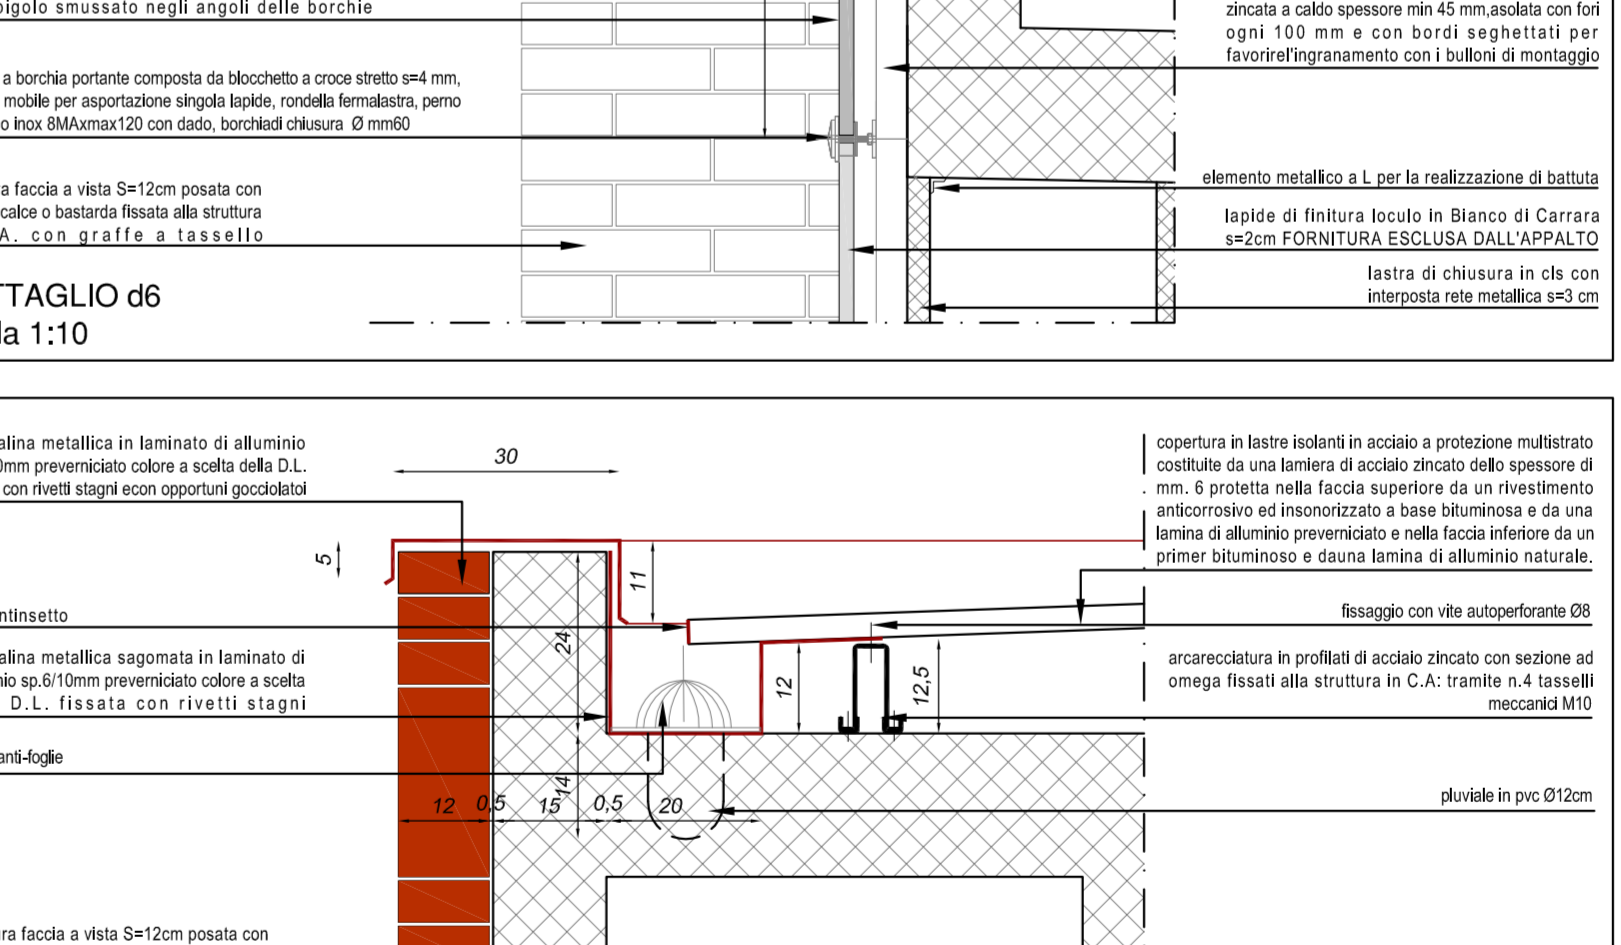 pigolo smussato negli angoli delle borchie
a borchia portante composta da blocchetto a croce stretto s=4 mm,
mobile per asportazione singola lapide, rondella fermalastra, perno
o inox 8MAxmax120 con dado, borchiadi chiusura Ø mm60
a faccia a vista S=12cm posata con
calce o bastarda fissata alla struttura
A. con graffe a tassello
TTAGLIO d6
la 1:10
zincata a caldo spessore min 45 mm,asolata con fori
ogni 100 mm e con bordi seghettati per
favorirel'ingranamento con i bulloni di montaggio
elemento metallico a L per la realizzazione di battuta
lapide di finitura loculo in Bianco di Carrara
s=2cm FORNITURA ESCLUSA DALL'APPALTO
lastra di chiusura in cls con
interposta rete metallica s=3 cm
alina metallica in laminato di alluminio
0mm preverniciato colore a scelta della D.L.
con rivetti stagni econ opportuni gocciolatoi
ntinsetto
alina metallica sagomata in laminato di
nio sp.6/10mm preverniciato colore a scelta
D.L. fissata con rivetti stagni
anti-foglie
ura faccia a vista S=12cm posata con
30
5
11
24
12
12,5
14
12
0,5
15
0,5
20
copertura in lastre isolanti in acciaio a protezione multistrato
costituite da una lamiera di acciaio zincato dello spessore di
mm. 6 protetta nella faccia superiore da un rivestimento
anticorrosivo ed insonorizzato a base bituminosa e da una
lamina di alluminio preverniciato e nella faccia inferiore da un
primer bituminoso e dauna lamina di alluminio naturale.
fissaggio con vite autoperforante Ø8
arcarecciatura in profilati di acciaio zincato con sezione ad
omega fissati alla struttura in C.A: tramite n.4 tasselli
meccanici M10
pluviale in pvc Ø12cm